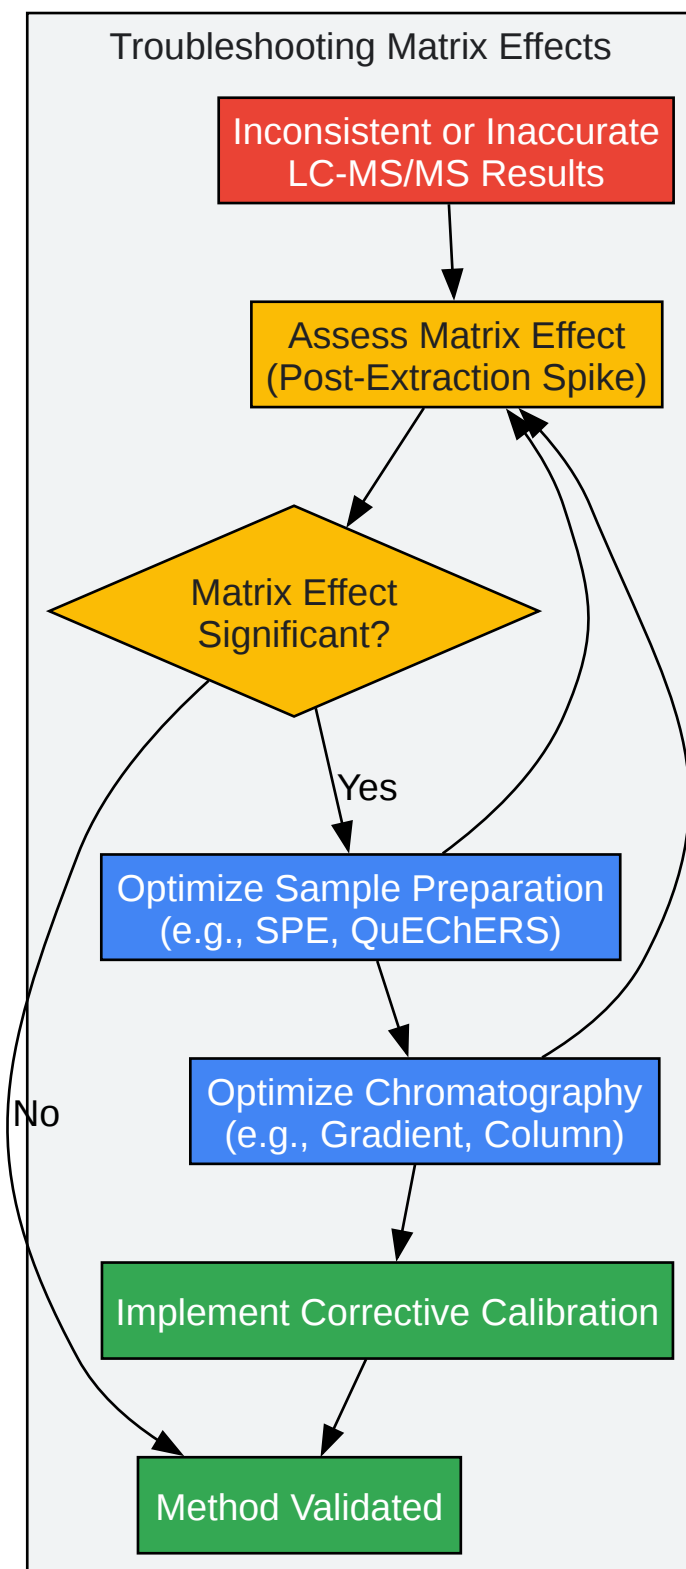 Troubleshooting Matrix Effects
Inconsistent or Inaccurate
LC-MS/MS Results
Assess Matrix Effect
(Post-Extraction Spike)
Matrix Effect
Significant?
Yes
Optimize Sample Preparation
(e.g., SPE, QuEChERS)
Optimize Chromatography
(e.g., Gradient, Column)
No
Implement Corrective Calibration
Method Validated